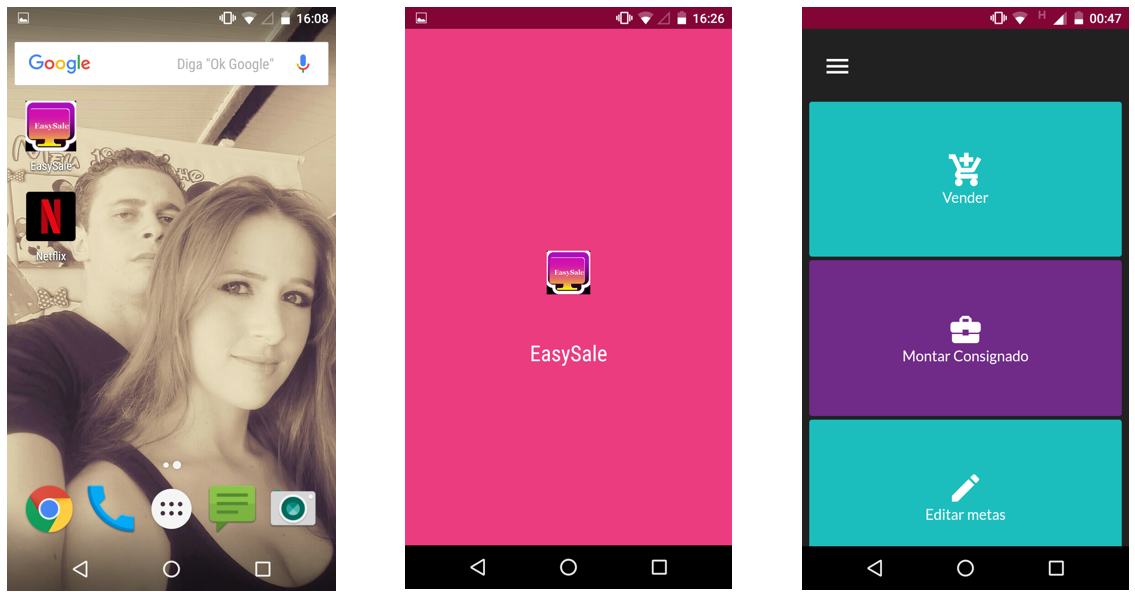 16:08
Google
Diga "Ok Google"
EasySale
EasySale
N
Netflix
16:26
EasySale
EasySale
H
00:47
Vender
Montar Consignado
Editar metas